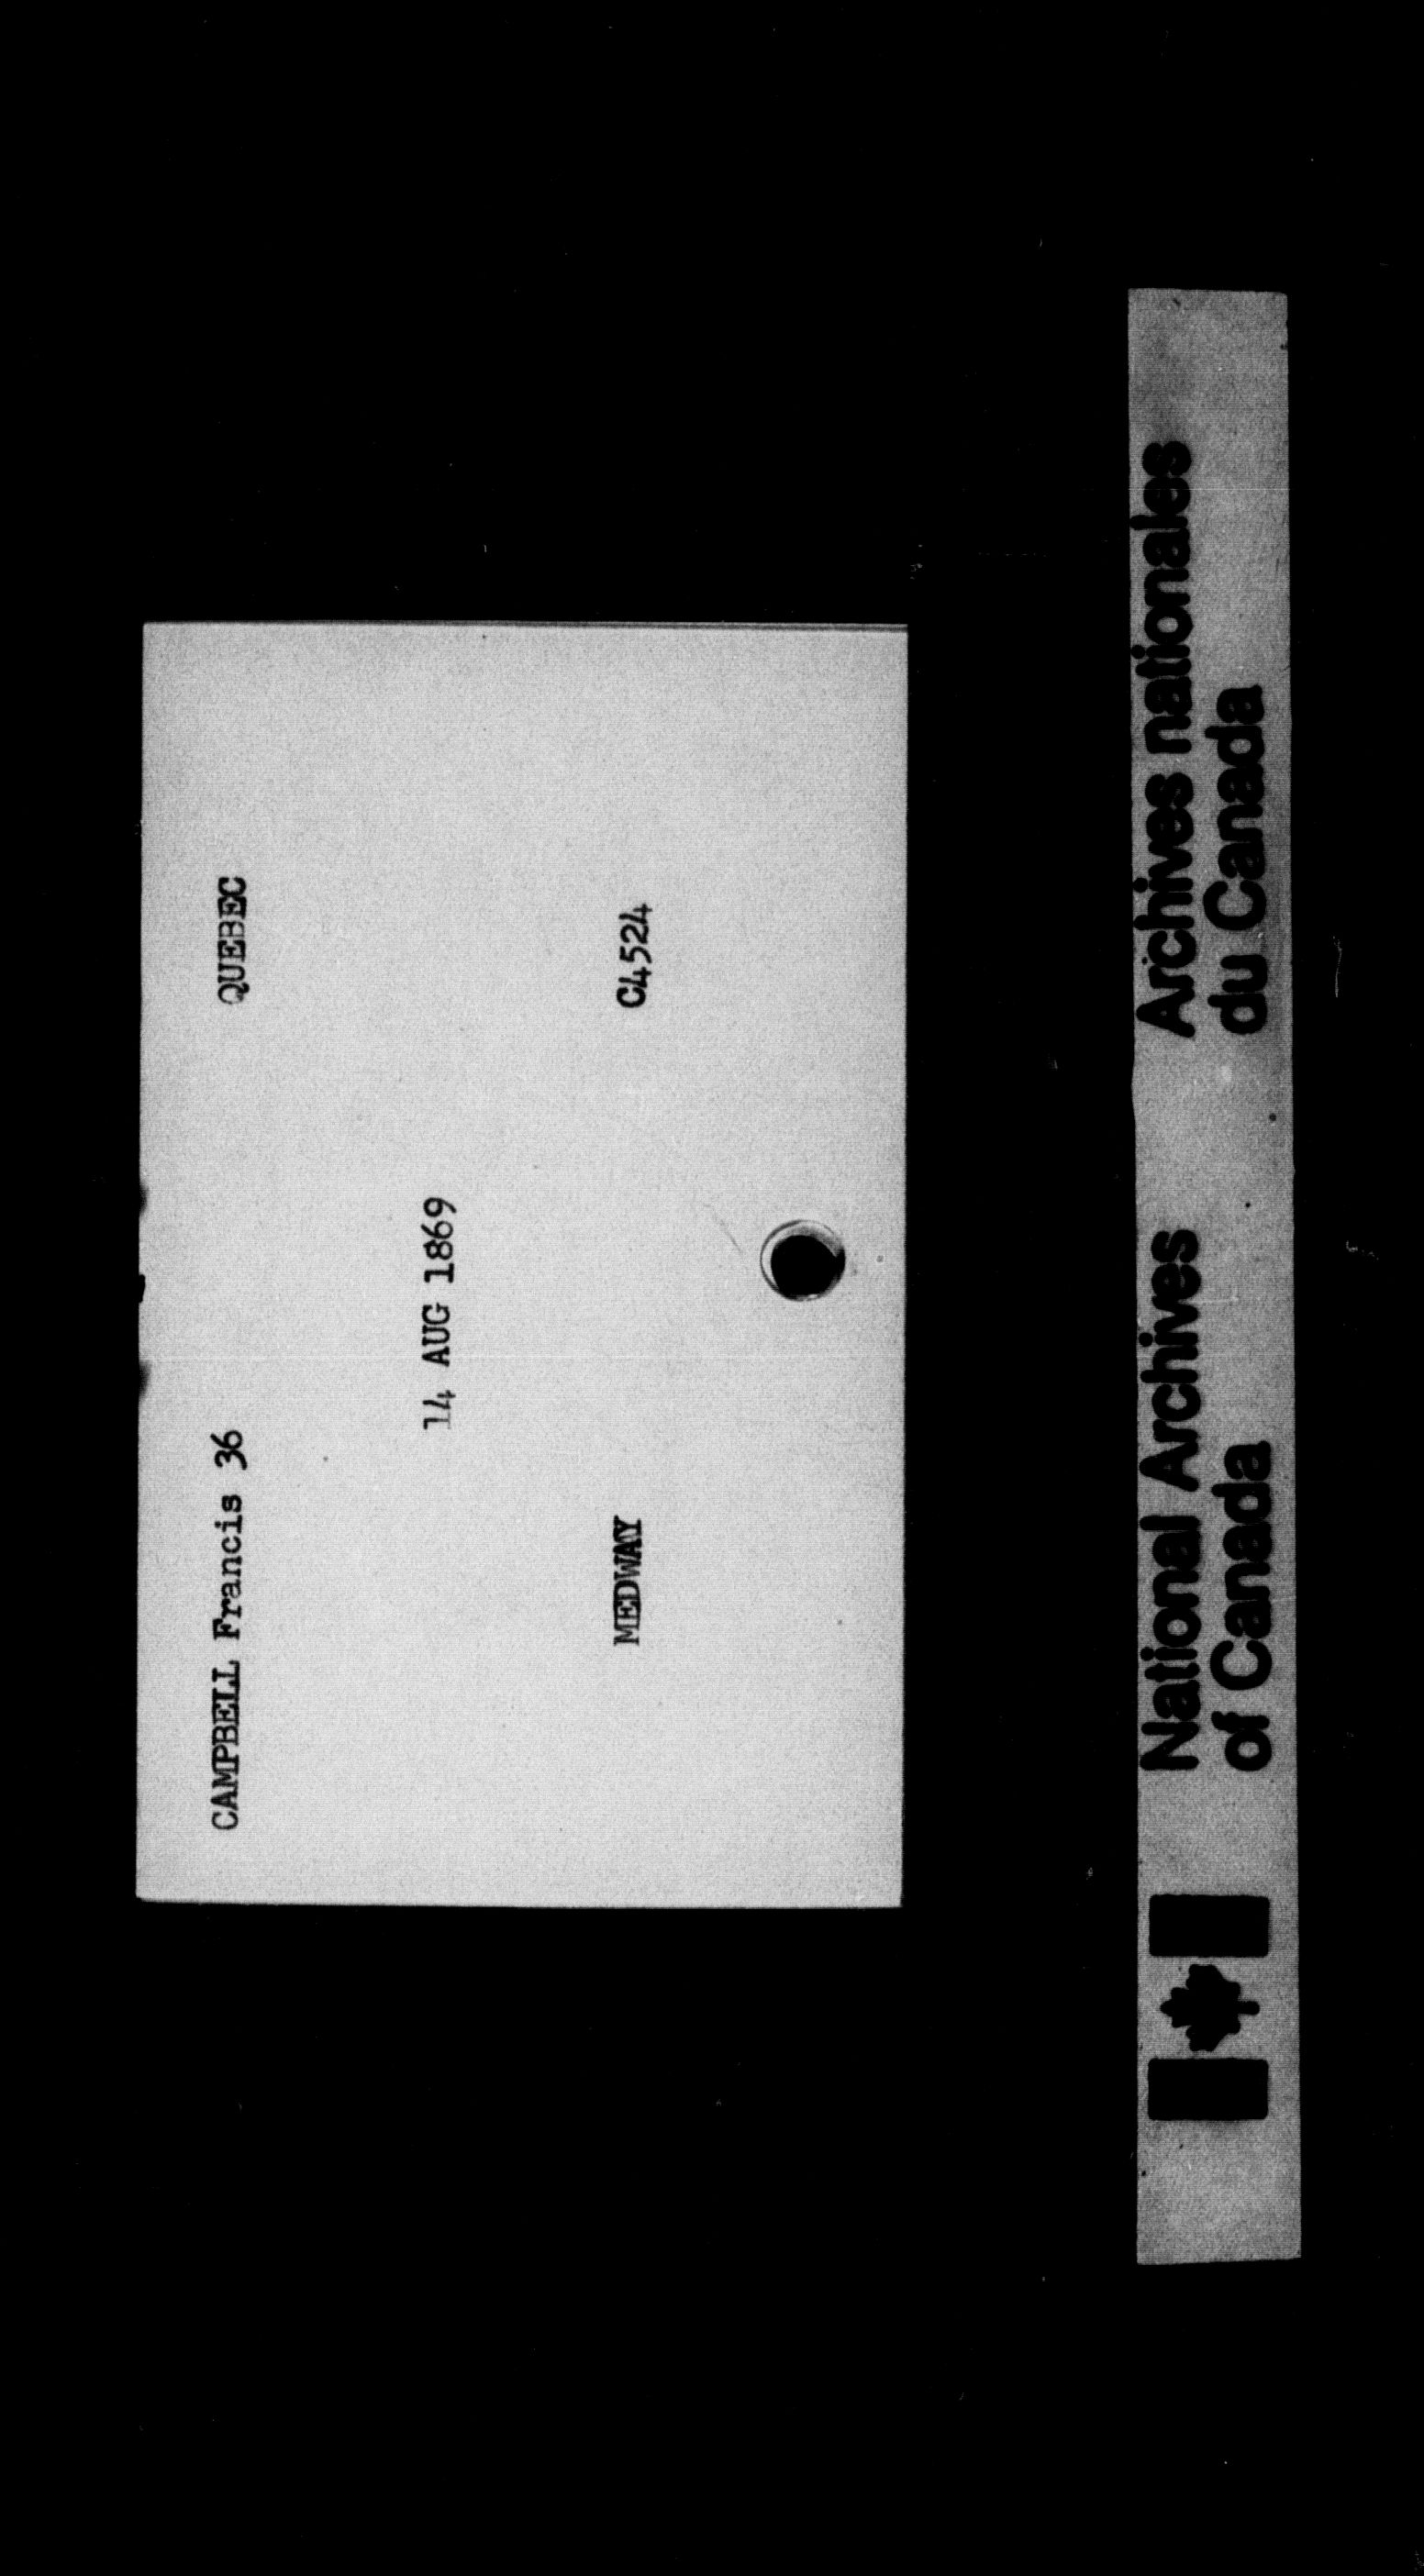 CAMPBELL Francis 36 QUEBEC
14 AUG 1869
MEDWAY C4524
National Archives of Canada
Archives nationales du Canada